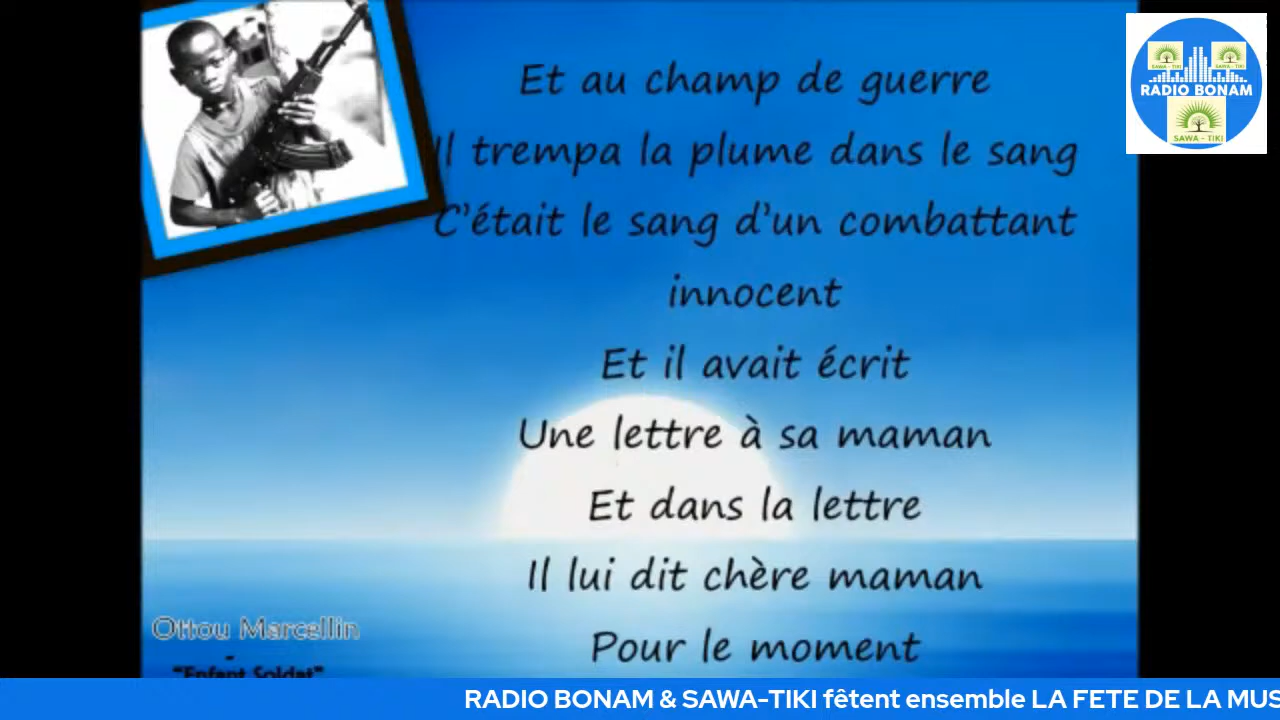 Et au champ de guerre
Il trempa la plume dans le sang
C'était le sang d'un combattant
innocent
Et il avait écrit
Une lettre à sa maman
Et dans la lettre
Il lui dit chère maman
Pour le moment
Ottou Marcellin
-
"Enfant Soldat"
SAWA - TIKI
SAWA - TIKI
RADIO BONAM
SAWA - TIKI
RADIO BONAM & SAWA-TIKI fêtent ensemble LA FETE DE LA MUS